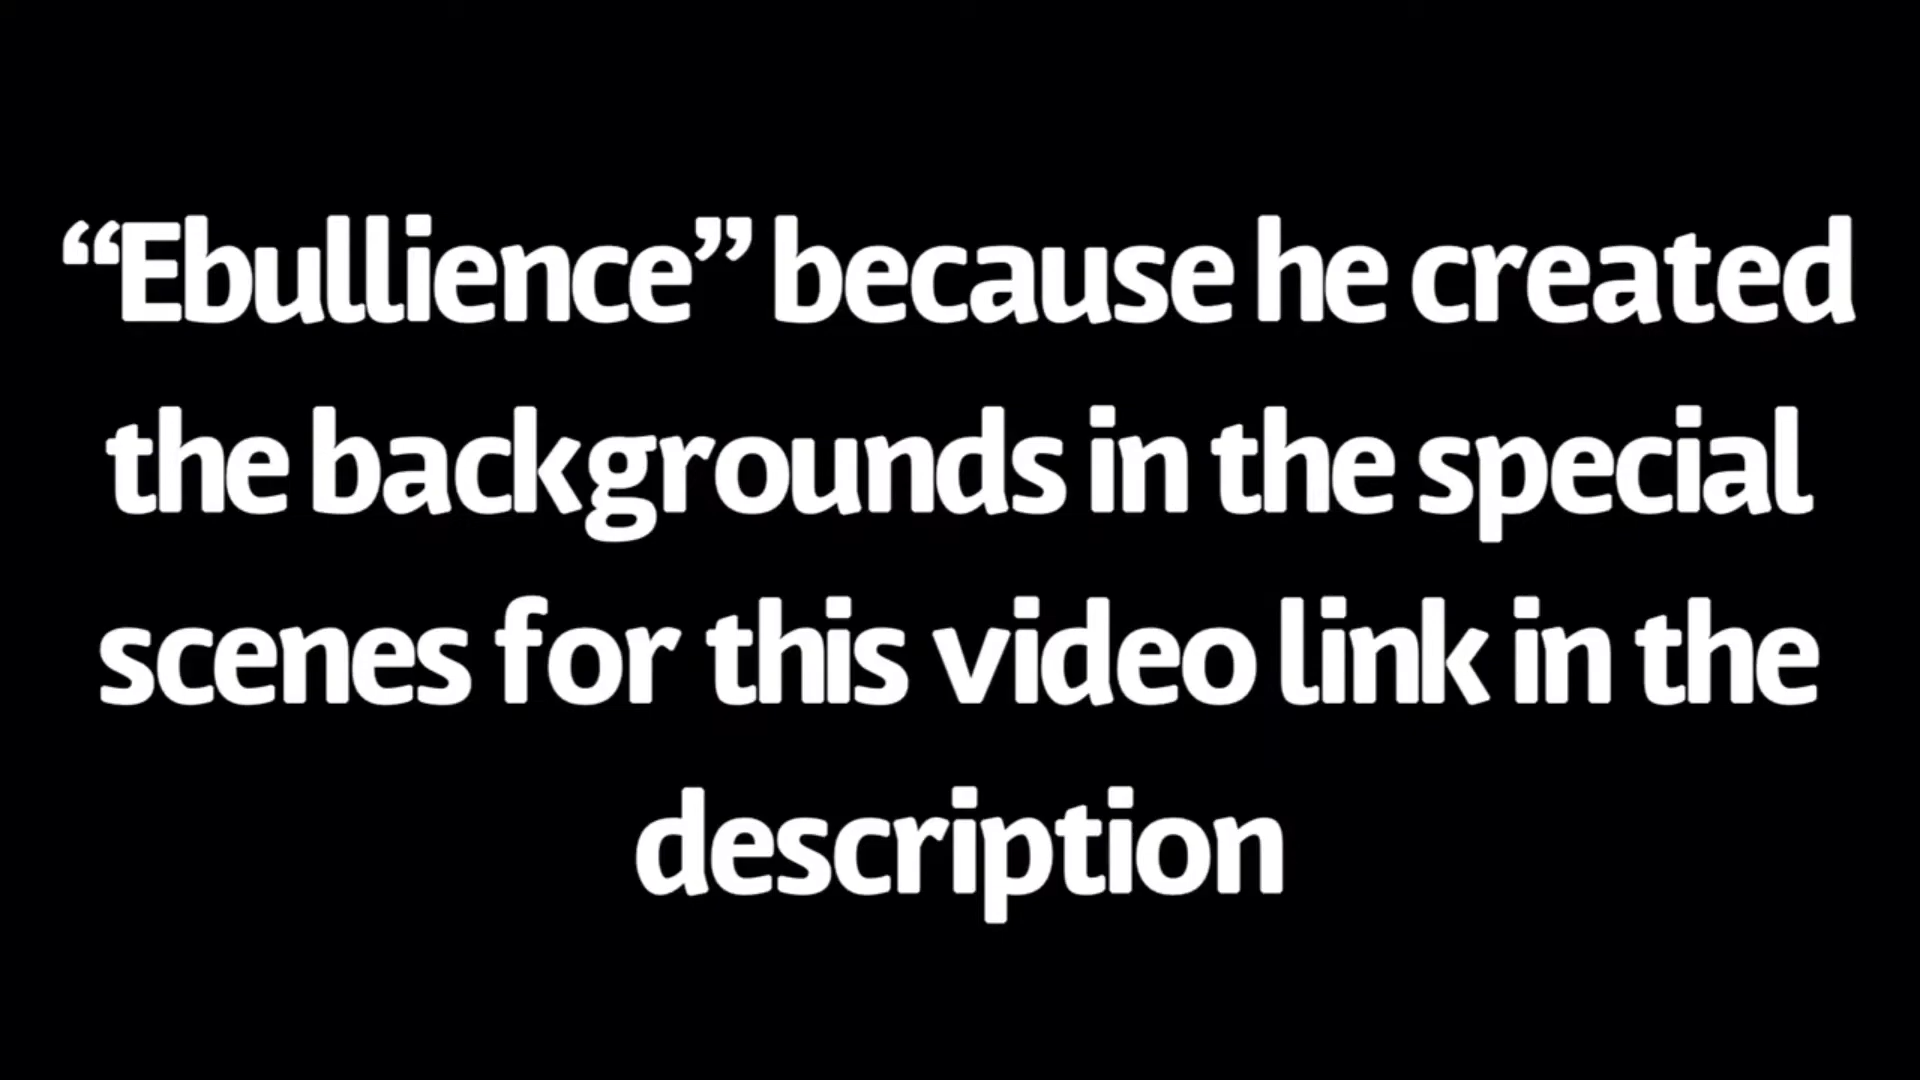 “Ebullience” because he created
the backgrounds in the special
scenes for this video link in the
description